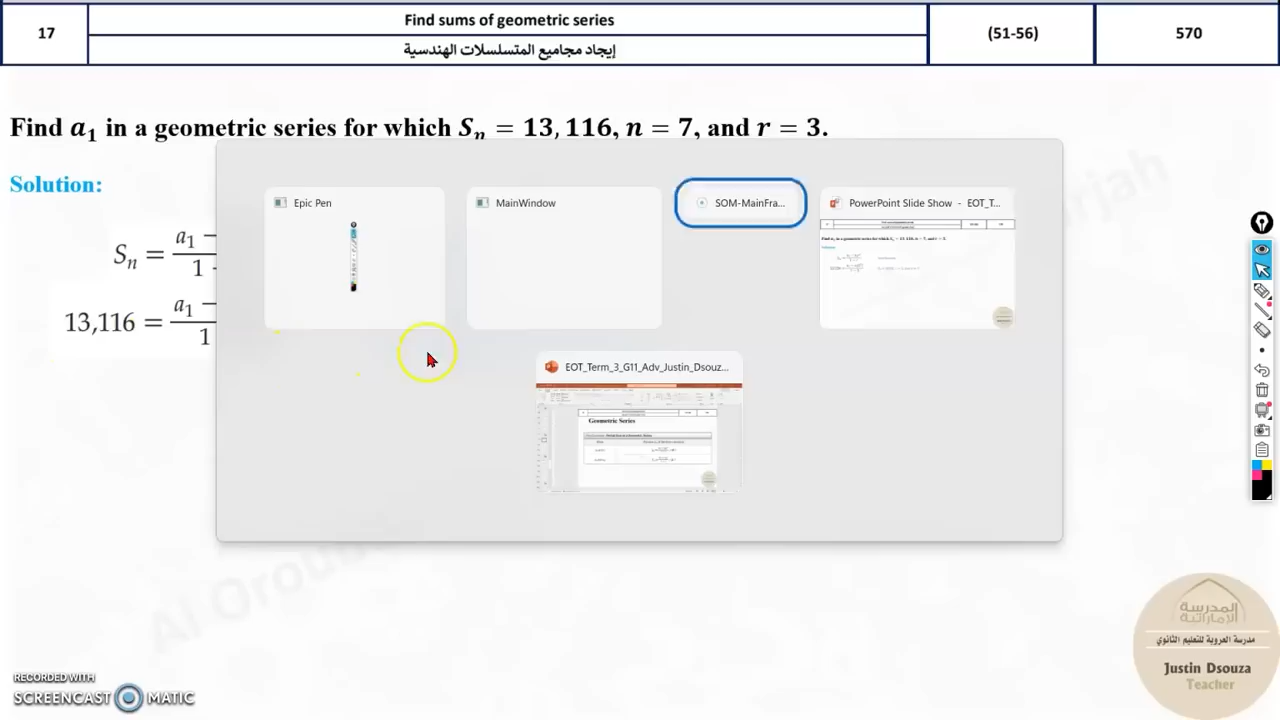 17
Find sums of geometric series
إيجاد مجاميع المتسلسلات الهندسية
(51-56)
570
Find a₁ in a geometric series for which Sₙ = 13,116, n = 7, and r = 3.
Solution:
Sₙ = a₁ − / 1 -
13,116 = a₁ − / 1
Epic Pen
MainWindow
SOM-MainFra...
PowerPoint Slide Show - EOT_T...
EOT_Term_3_G11_Adv_Justin_Dsouz...
Geometric Series
المدرسة
الإماراتية
مدرسة العروبة للتعليم الثانوي
Justin Dsouza
Teacher
RECORDED WITH
SCREENCAST MATIC